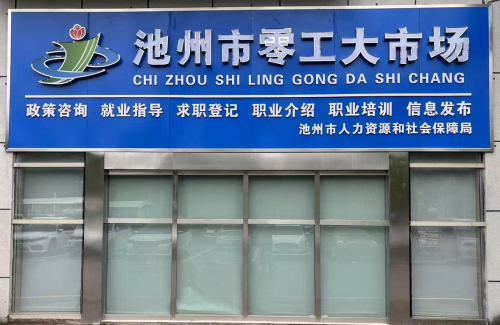 池州市零工大市场
CHI ZHOU SHI LING GONG DA SHI CHANG
政策咨询 就业指导 求职登记 职业介绍 职业培训 信息发布
池州市人力资源和社会保障局